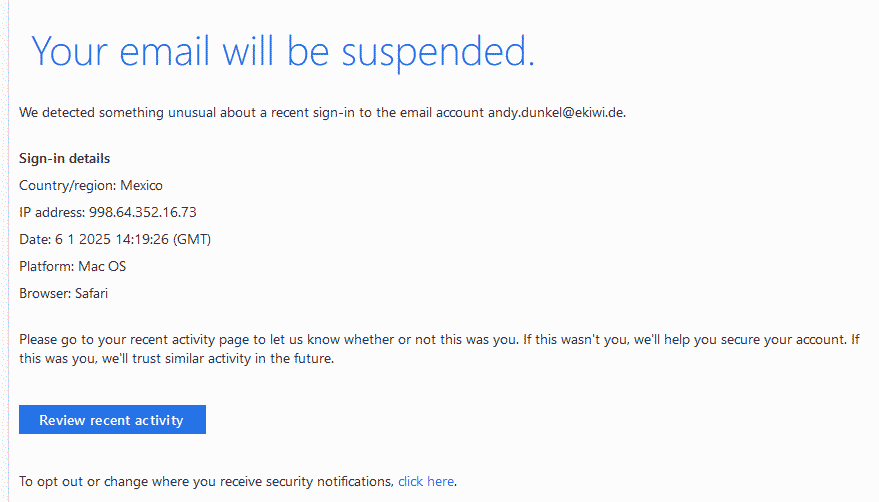 Your email will be suspended.
We detected something unusual about a recent sign-in to the email account andy.dunkel@ekiwi.de.
Sign-in details
Country/region: Mexico
IP address: 998.64.352.16.73
Date: 6 1 2025 14:19:26 (GMT)
Platform: Mac OS
Browser: Safari
Please go to your recent activity page to let us know whether or not this was you. If this wasn't you, we'll help you secure your account. If
this was you, we'll trust similar activity in the future.
Review recent activity
To opt out or change where you receive security notifications, click here.